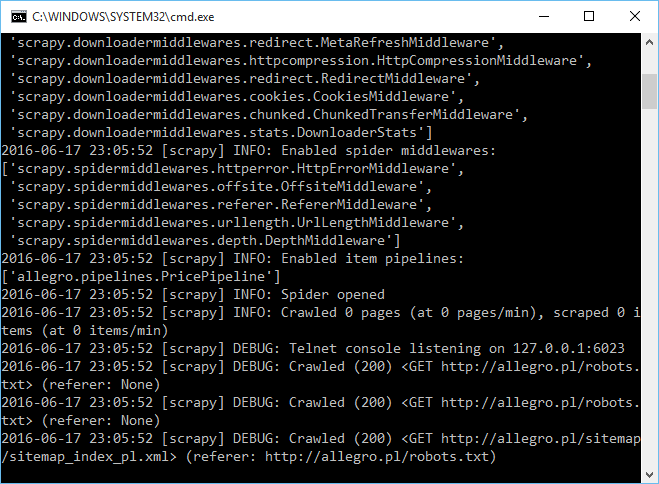 C:\WINDOWS\SYSTEM32\cmd.exe
'scrapy.downloadermiddlewares.redirect.MetaRefreshMiddleware',
'scrapy.downloadermiddlewares.httpcompression.HttpCompressionMiddleware',
'scrapy.downloadermiddlewares.redirect.RedirectMiddleware',
'scrapy.downloadermiddlewares.cookies.CookiesMiddleware',
'scrapy.downloadermiddlewares.chunked.ChunkedTransferMiddleware',
'scrapy.downloadermiddlewares.stats.DownloaderStats']
2016-06-17 23:05:52 [scrapy] INFO: Enabled spider middlewares:
['scrapy.spidermiddlewares.httperror.HttpErrorMiddleware',
'scrapy.spidermiddlewares.offsite.OffsiteMiddleware',
'scrapy.spidermiddlewares.referer.RefererMiddleware',
'scrapy.spidermiddlewares.urllength.UrlLengthMiddleware',
'scrapy.spidermiddlewares.depth.DepthMiddleware']
2016-06-17 23:05:52 [scrapy] INFO: Enabled item pipelines:
['allegro.pipelines.PricePipeline']
2016-06-17 23:05:52 [scrapy] INFO: Spider opened
2016-06-17 23:05:52 [scrapy] INFO: Crawled 0 pages (at 0 pages/min), scraped 0 i
tems (at 0 items/min)
2016-06-17 23:05:52 [scrapy] DEBUG: Telnet console listening on 127.0.0.1:6023
2016-06-17 23:05:52 [scrapy] DEBUG: Crawled (200) <GET http://allegro.pl/robots.
txt> (referer: None)
2016-06-17 23:05:52 [scrapy] DEBUG: Crawled (200) <GET http://allegro.pl/robots.
txt> (referer: None)
2016-06-17 23:05:52 [scrapy] DEBUG: Crawled (200) <GET http://allegro.pl/sitemap
/sitemap_index_pl.xml> (referer: http://allegro.pl/robots.txt)